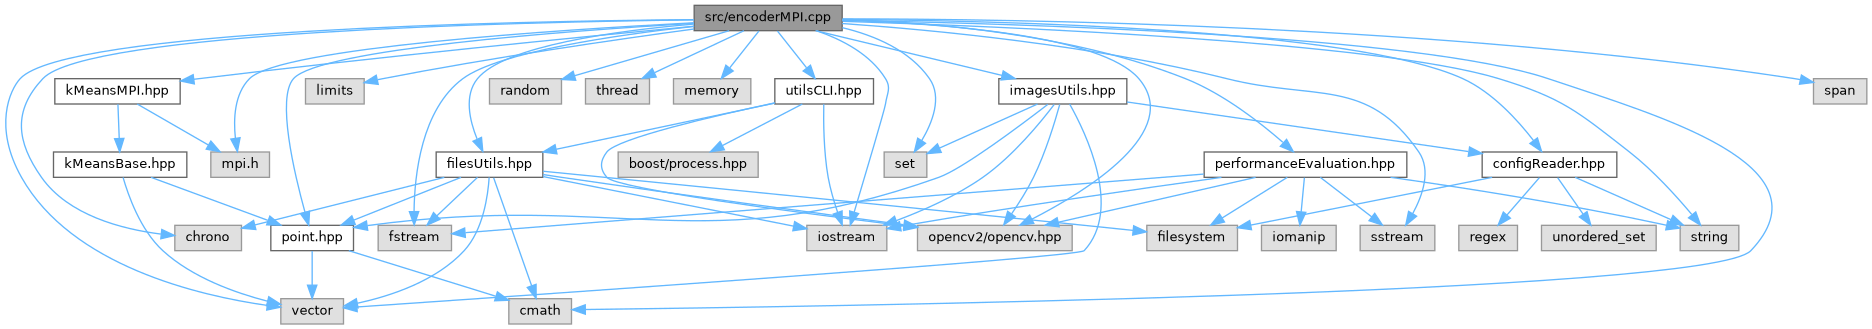 src/encoderMPI.cpp
kMeansMPI.hpp
limits
random
thread
memory
utilsCLI.hpp
imagesUtils.hpp
span
kMeansBase.hpp
mpi.h
filesUtils.hpp
boost/process.hpp
set
performanceEvaluation.hpp
configReader.hpp
chrono
point.hpp
fstream
iostream
opencv2/opencv.hpp
filesystem
iomanip
sstream
regex
unordered_set
string
vector
cmath